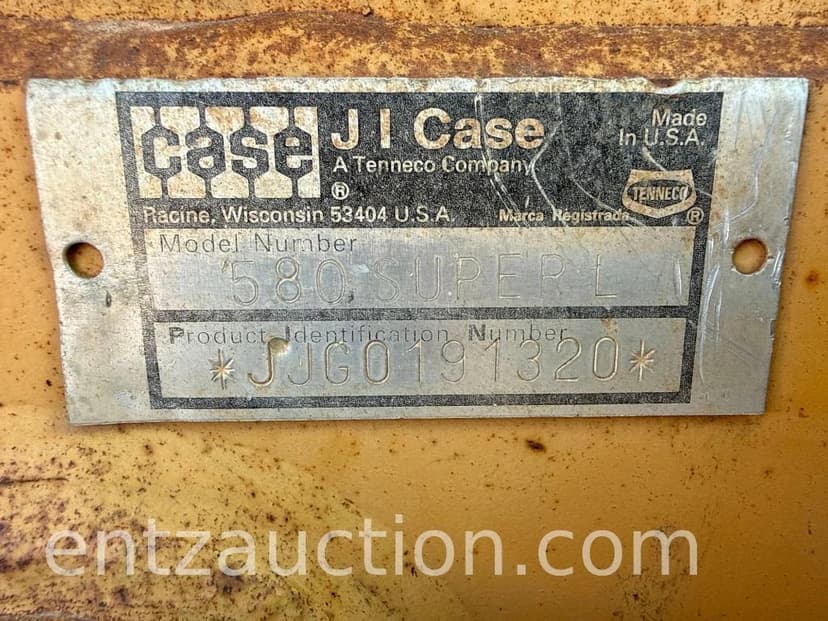 case J I Case
A Tenneco Company
®
Made
In U.S.A.
TENNECO
®
Racine, Wisconsin 53404 U.S.A. Marca Registrada
Model Number
580 SUPER L
Product Identification Number
*JJG0191320*
entzauction.com